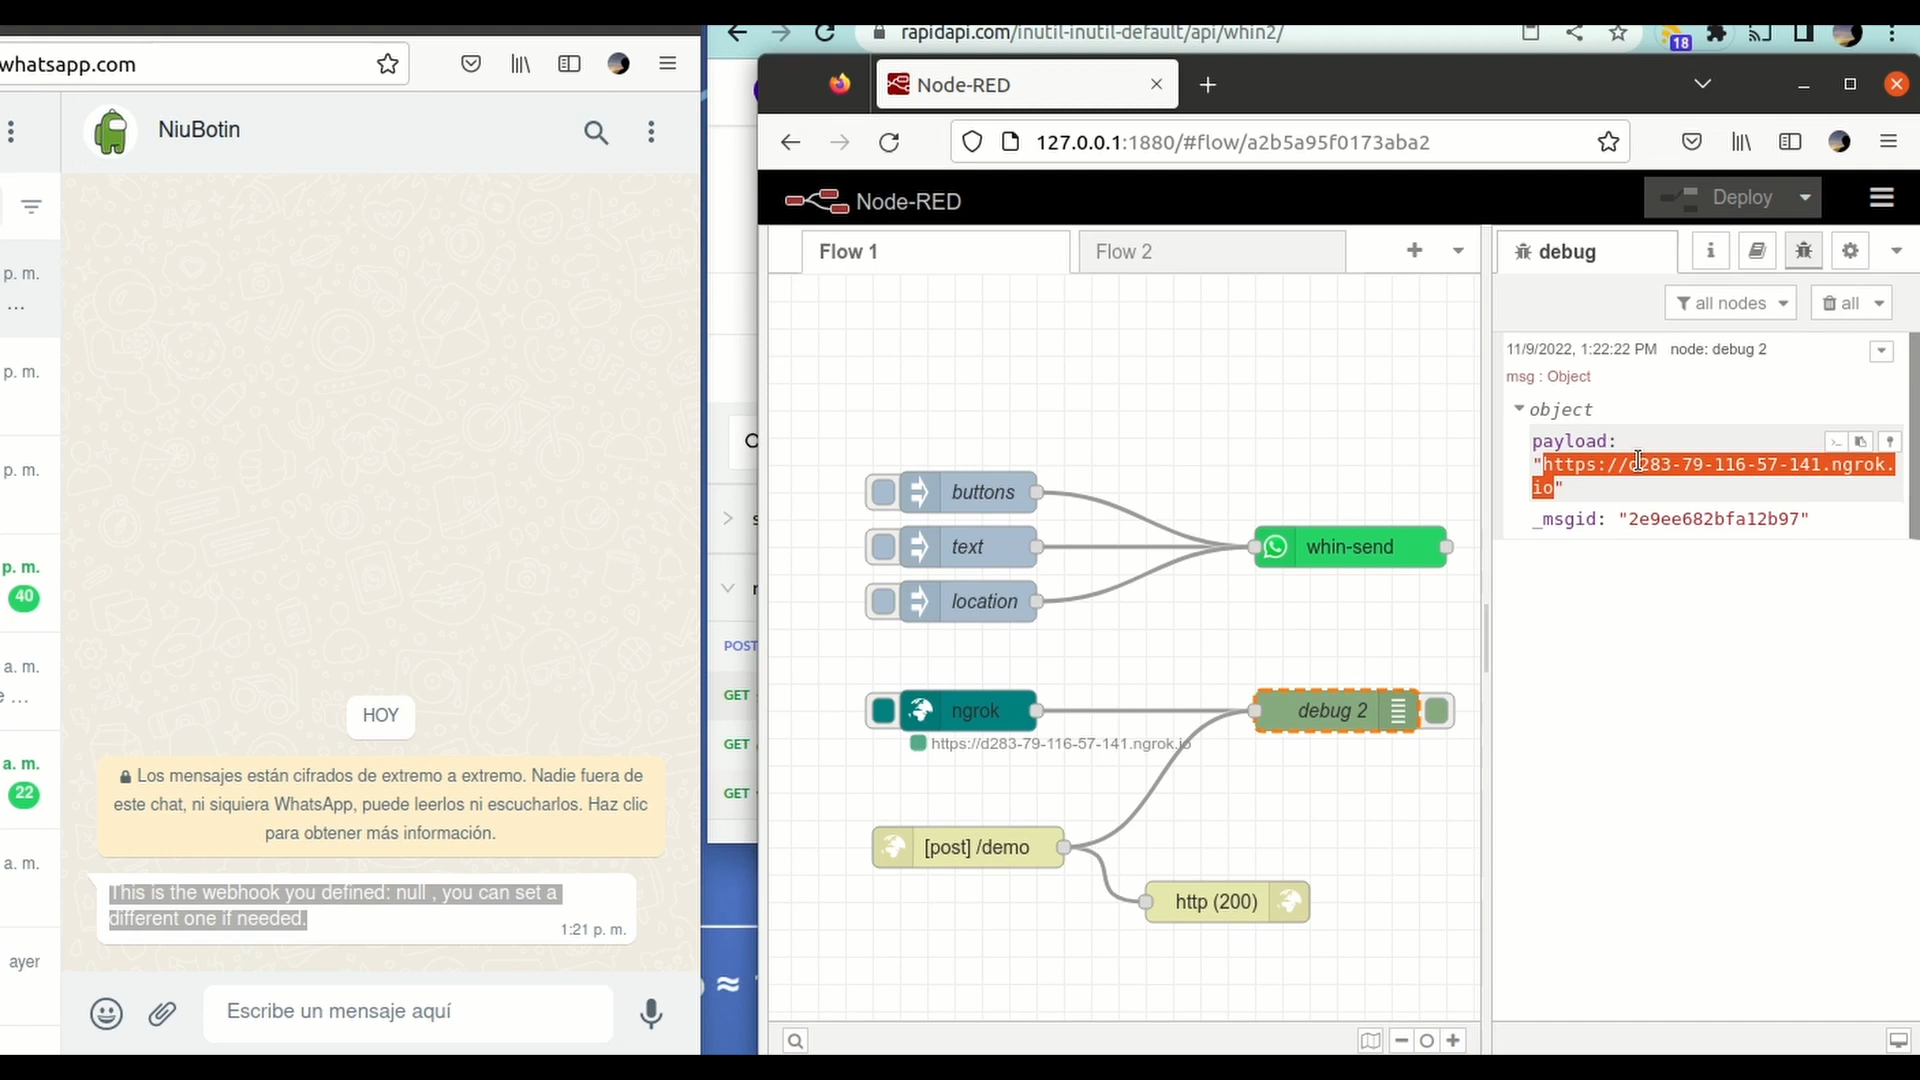 whatsapp.com
NiuBotin
p. m.
...
p. m.
p. m.
p. m.
40
a. m.
...
a. m.
22
a. m.
ayer
HOY
Los mensajes están cifrados de extremo a extremo. Nadie fuera de
este chat, ni siquiera WhatsApp, puede leerlos ni escucharlos. Haz clic
para obtener más información.
This is the webhook you defined: null , you can set a
different one if needed.
1:21 p. m.
Escribe un mensaje aquí
rapidapi.com/inutil-inutil-default/api/whin2/
18
POST
GET
GET
GET
Node-RED
127.0.0.1:1880/#flow/a2b5a95f0173aba2
Node-RED
Deploy
Flow 1
Flow 2
buttons
text
location
whin-send
ngrok
https://d283-79-116-57-141.ngrok.io
debug 2
[post] /demo
http (200)
debug
all nodes
all
11/9/2022, 1:22:22 PM node: debug 2
msg : Object
object
payload:
"https://d283-79-116-57-141.ngrok.
io"
_msgid: "2e9ee682bfa12b97"